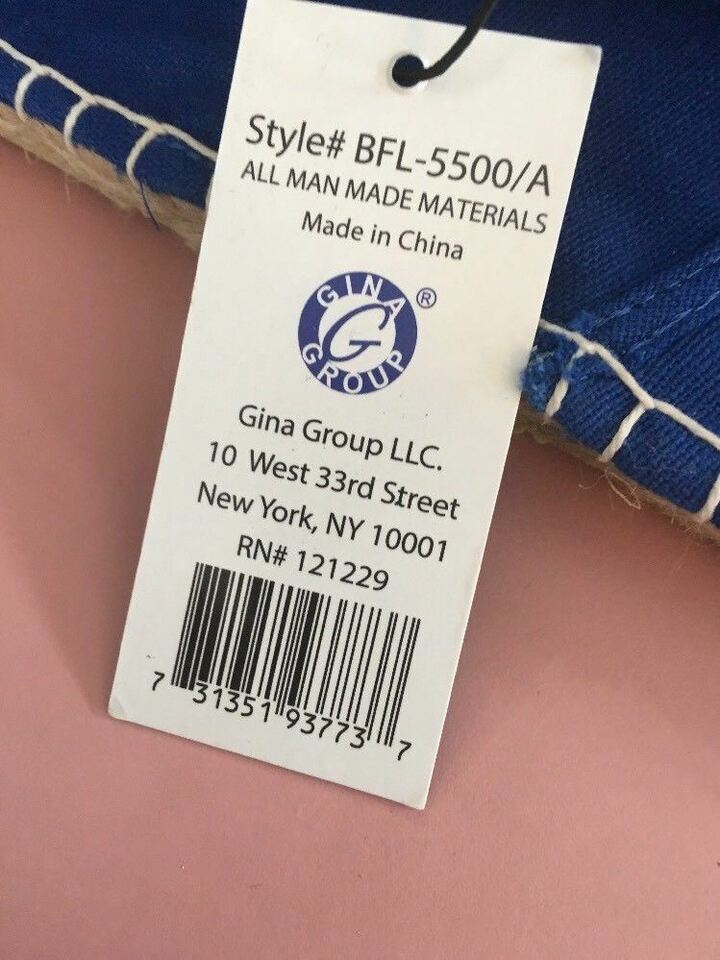 Style# BFL-5500/A
ALL MAN MADE MATERIALS
Made in China
GINA
G
GROUP
®
Gina Group LLC.
10 West 33rd Street
New York, NY 10001
RN# 121229
7 31351 93773 7